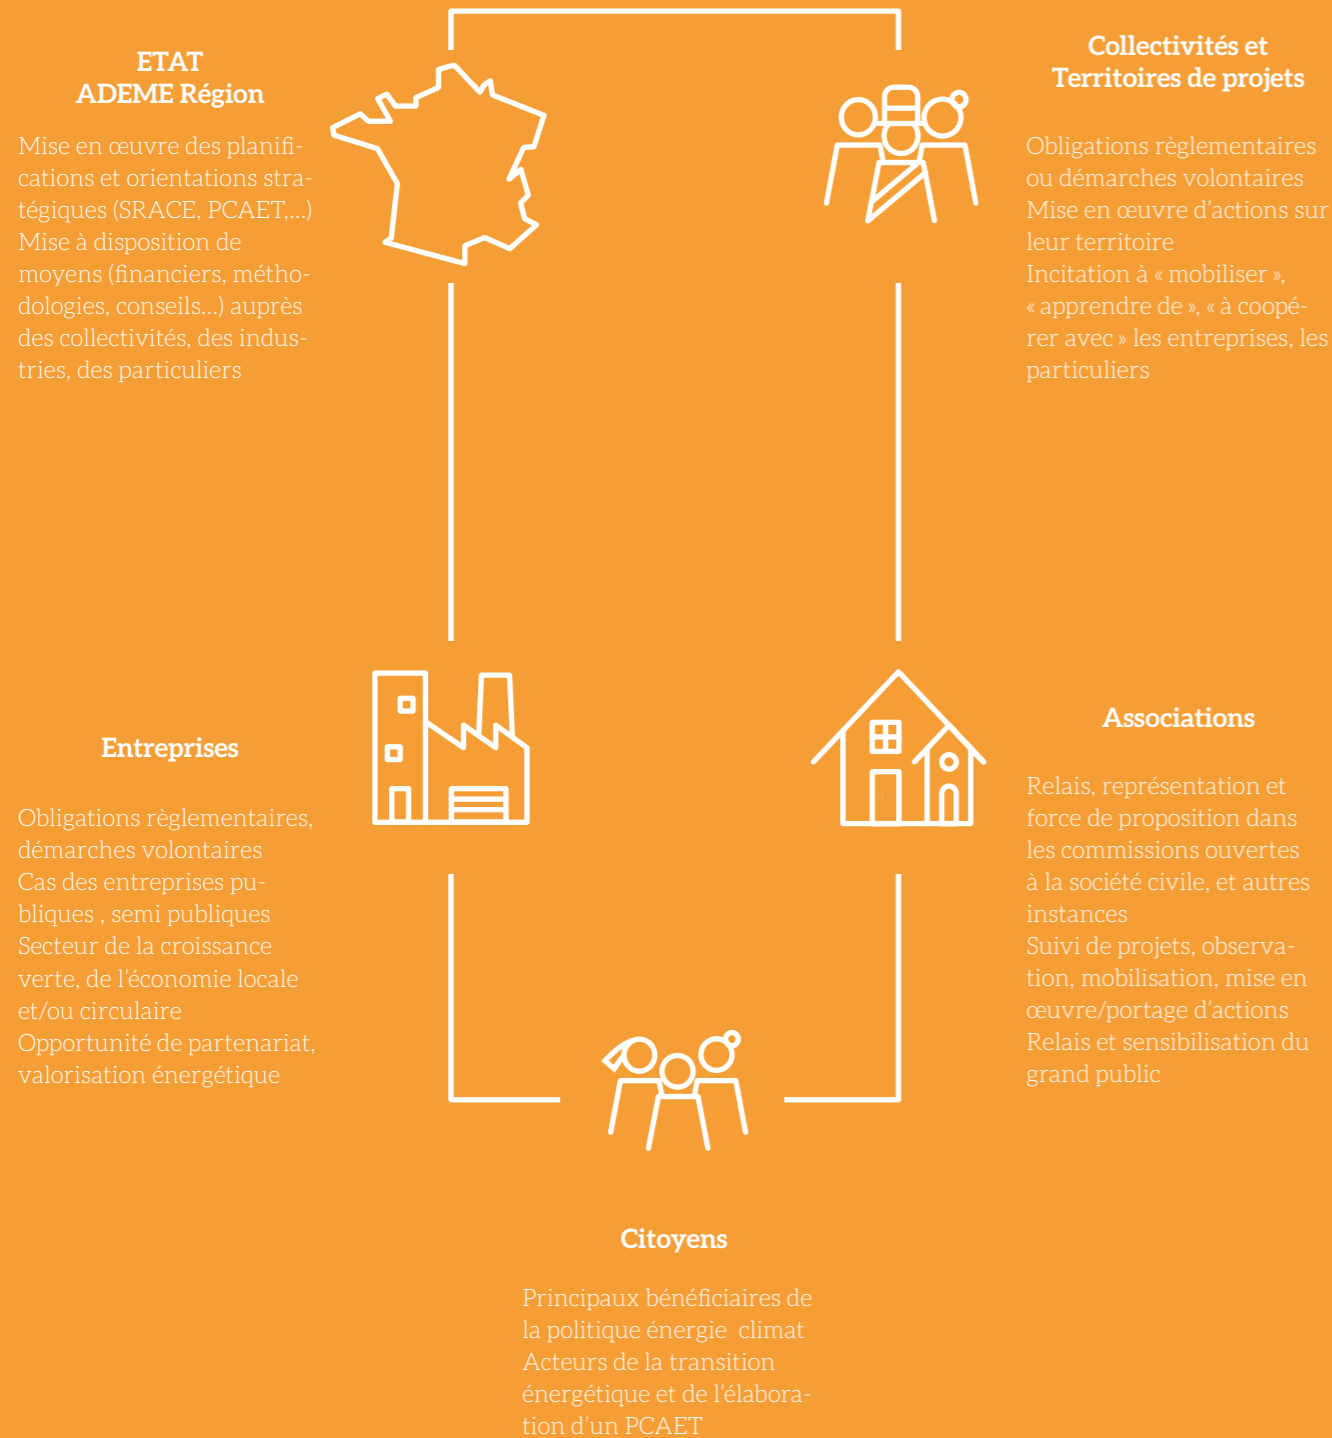 ETAT
ADEME Région
Mise en œuvre des planifi-
cations et orientations stra-
tégiques (SRACE, PCAET,...)
Mise à disposition de
moyens (financiers, métho-
dologies, conseils...) auprès
des collectivités, des indus-
tries, des particuliers
Collectivités et
Territoires de projets
Obligations règlementaires
ou démarches volontaires
Mise en œuvre d'actions sur
leur territoire
Incitation à « mobiliser »,
« apprendre de », « à coopé-
rer avec » les entreprises, les
particuliers
Entreprises
Obligations règlementaires,
démarches volontaires
Cas des entreprises pu-
bliques , semi publiques
Secteur de la croissance
verte, de l'économie locale
et/ou circulaire
Opportunité de partenariat,
valorisation énergétique
Associations
Relais, représentation et
force de proposition dans
les commissions ouvertes
à la société civile, et autres
instances
Suivi de projets, observa-
tion, mobilisation, mise en
œuvre/portage d'actions
Relais et sensibilisation du
grand public
Citoyens
Principaux bénéficiaires de
la politique énergie  climat
Acteurs de la transition
énergétique et de l'élabora-
tion d'un PCAET